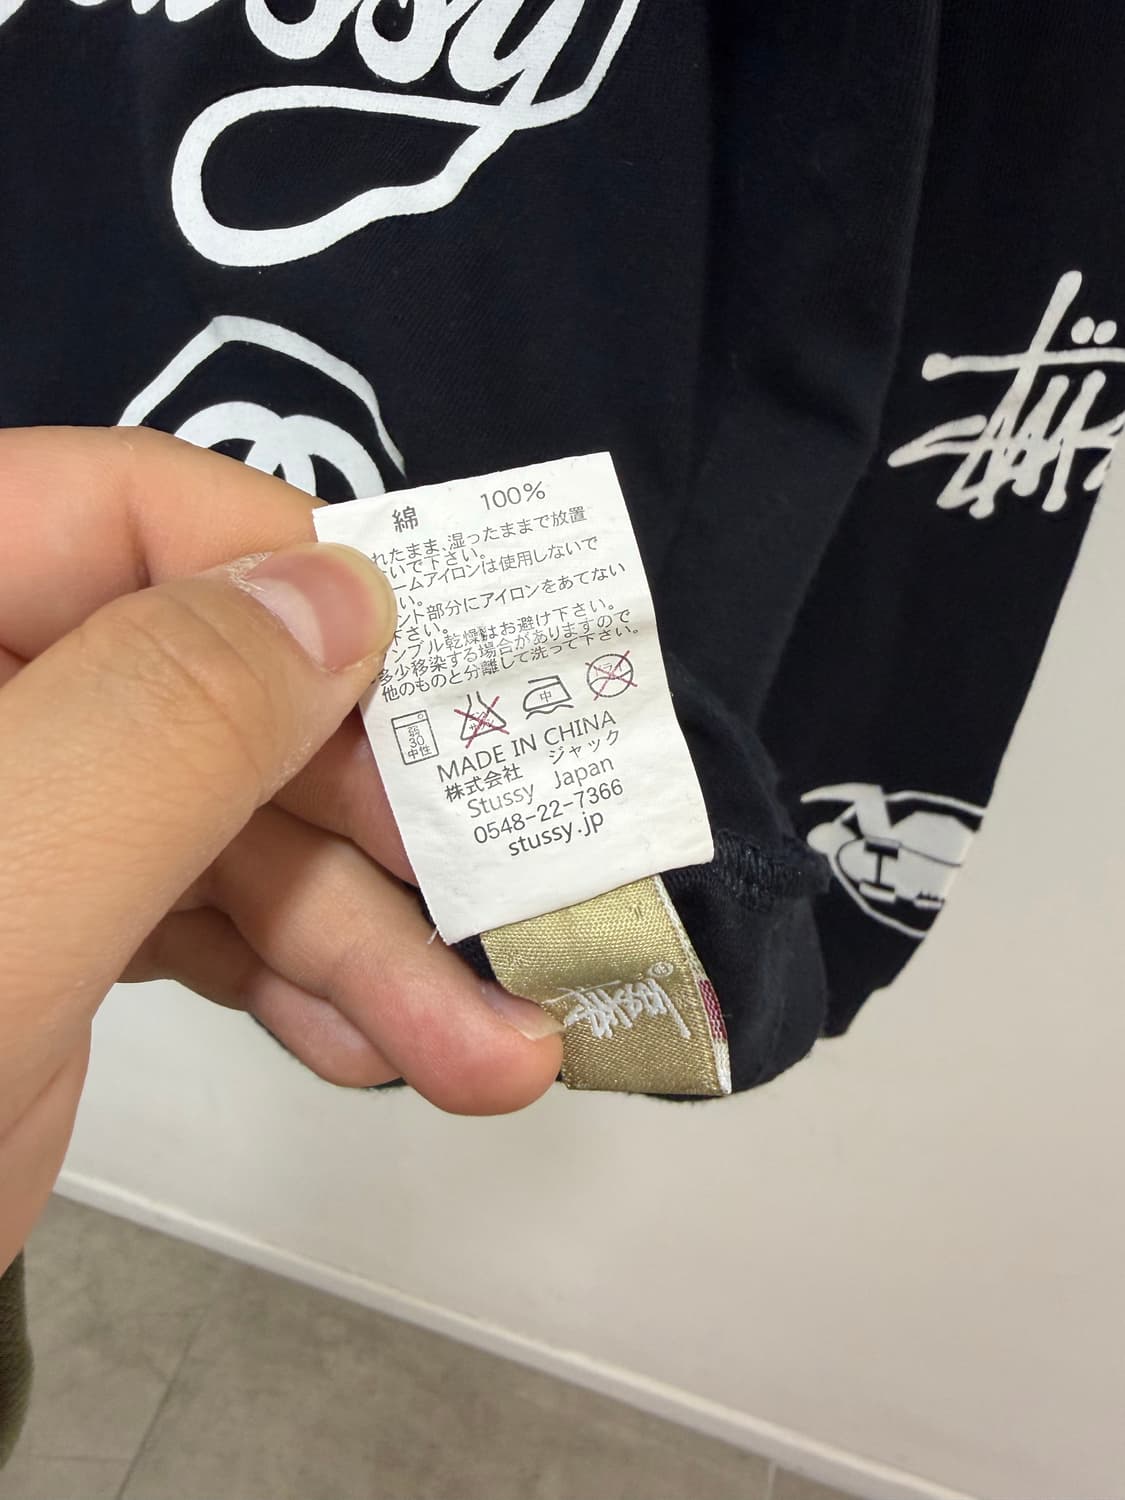 綿 100%
れたまま、湿ったままで放置
いで下さい。
ームアイロンは使用しないで
い。
ント部分にアイロンをあてない
下さい。
ンブル乾燥はお避け下さい。
多少移染する場合がありますので
他のものと分離して洗って下さい。
弱
30
中性
中
ドライ
MADE IN CHINA
株式会社 ジャック
Stussy Japan
0548-22-7366
stussy.jp